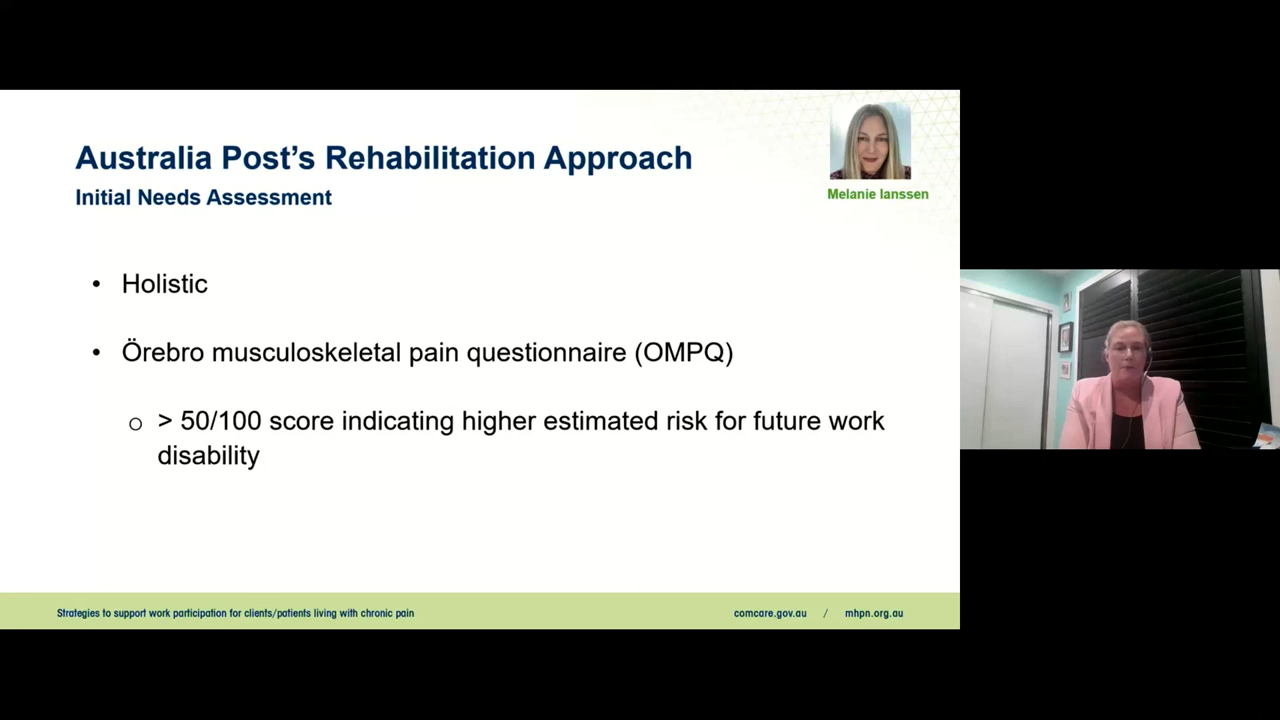 Australia Post's Rehabilitation Approach
Initial Needs Assessment
Melanie Ianssen
• Holistic
• Örebro musculoskeletal pain questionnaire (OMPQ)
o > 50/100 score indicating higher estimated risk for future work
disability
Strategies to support work participation for clients/patients living with chronic pain
comcare.gov.au / mhpn.org.au